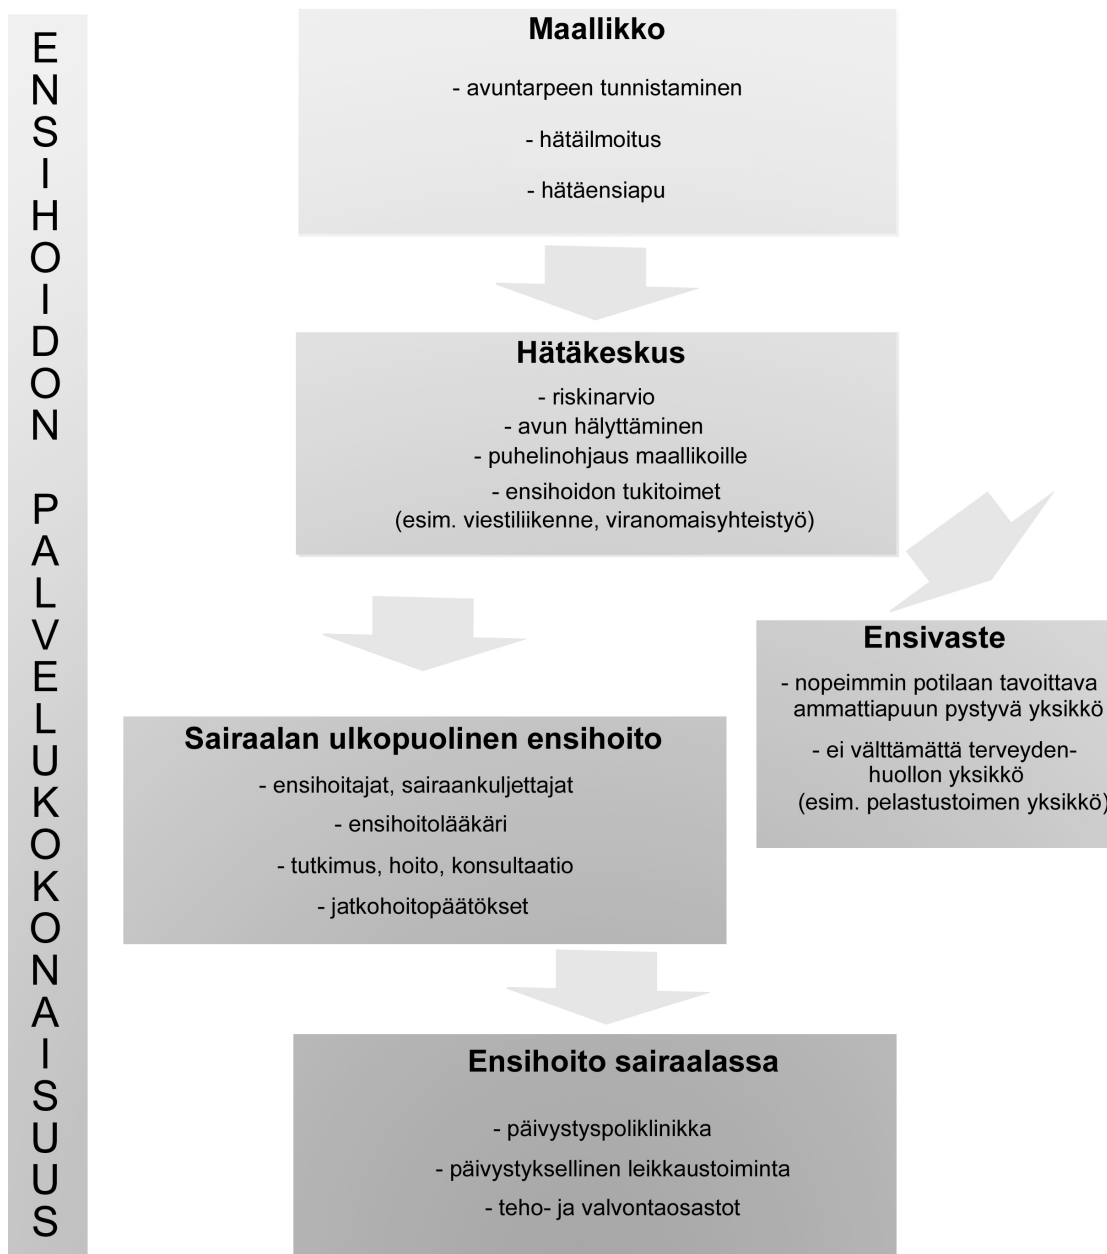 ENSIHOIDON PALVELUKOKONAISUUS
Maallikko
- avuntarpeen tunnistaminen
- hätäilmoitus
- hätäensiapu
Hätäkeskus
- riskinarvio
- avun hälyttäminen
- puhelinohjaus maallikoille
- ensihoidon tukitoimet
(esim. viestiliikenne, viranomaisyhteistyö)
Ensivaste
- nopeimmin potilaan tavoittava
ammattiapuun pystyvä yksikkö
- ei välttämättä terveyden-
huollon yksikkö
(esim. pelastustoimen yksikkö)
Sairaalan ulkopuolinen ensihoito
- ensihoitajat, sairaankuljettajat
- ensihoitolääkäri
- tutkimus, hoito, konsultaatio
- jatkohoitopäätökset
Ensihoito sairaalassa
- päivystyspoliklinikka
- päivystyksellinen leikkaustoiminta
- teho- ja valvontaosastot